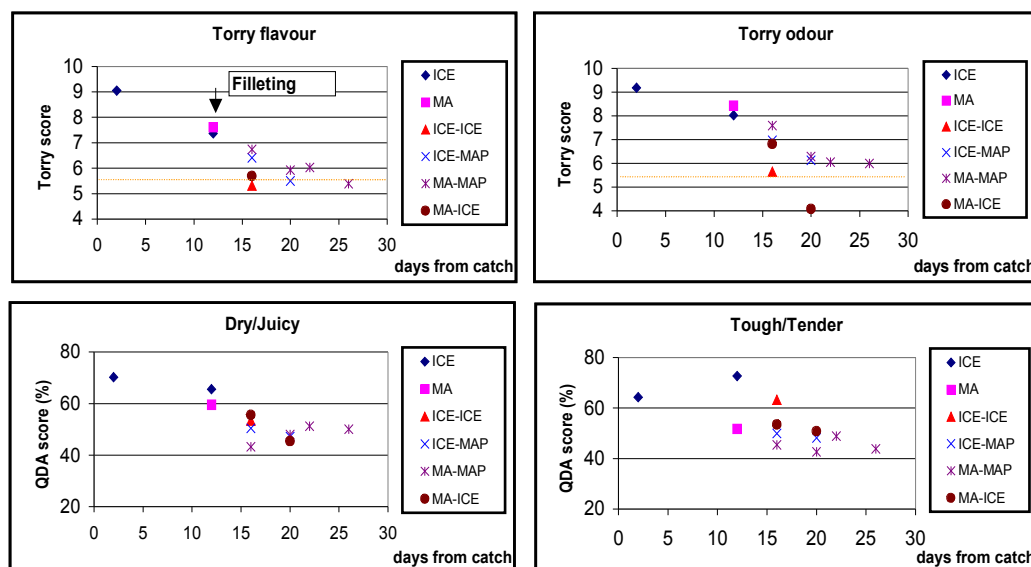 Torry flavour
Torry score
10
9
8
7
6
5
4
0 5 10 15 20 25 30
days from catch
Filleting
ICE
MA
ICE-ICE
ICE-MAP
MA-MAP
MA-ICE
Torry odour
Torry score
10
9
8
7
6
5
4
0 5 10 15 20 25 30
days from catch
ICE
MA
ICE-ICE
ICE-MAP
MA-MAP
MA-ICE
Dry/Juicy
QDA score (%)
80
60
40
20
0 5 10 15 20 25 30
days from catch
ICE
MA
ICE-ICE
ICE-MAP
MA-MAP
MA-ICE
Tough/Tender
QDA score (%)
80
60
40
20
0 5 10 15 20 25 30
days from catch
ICE
MA
ICE-ICE
ICE-MAP
MA-MAP
MA-ICE